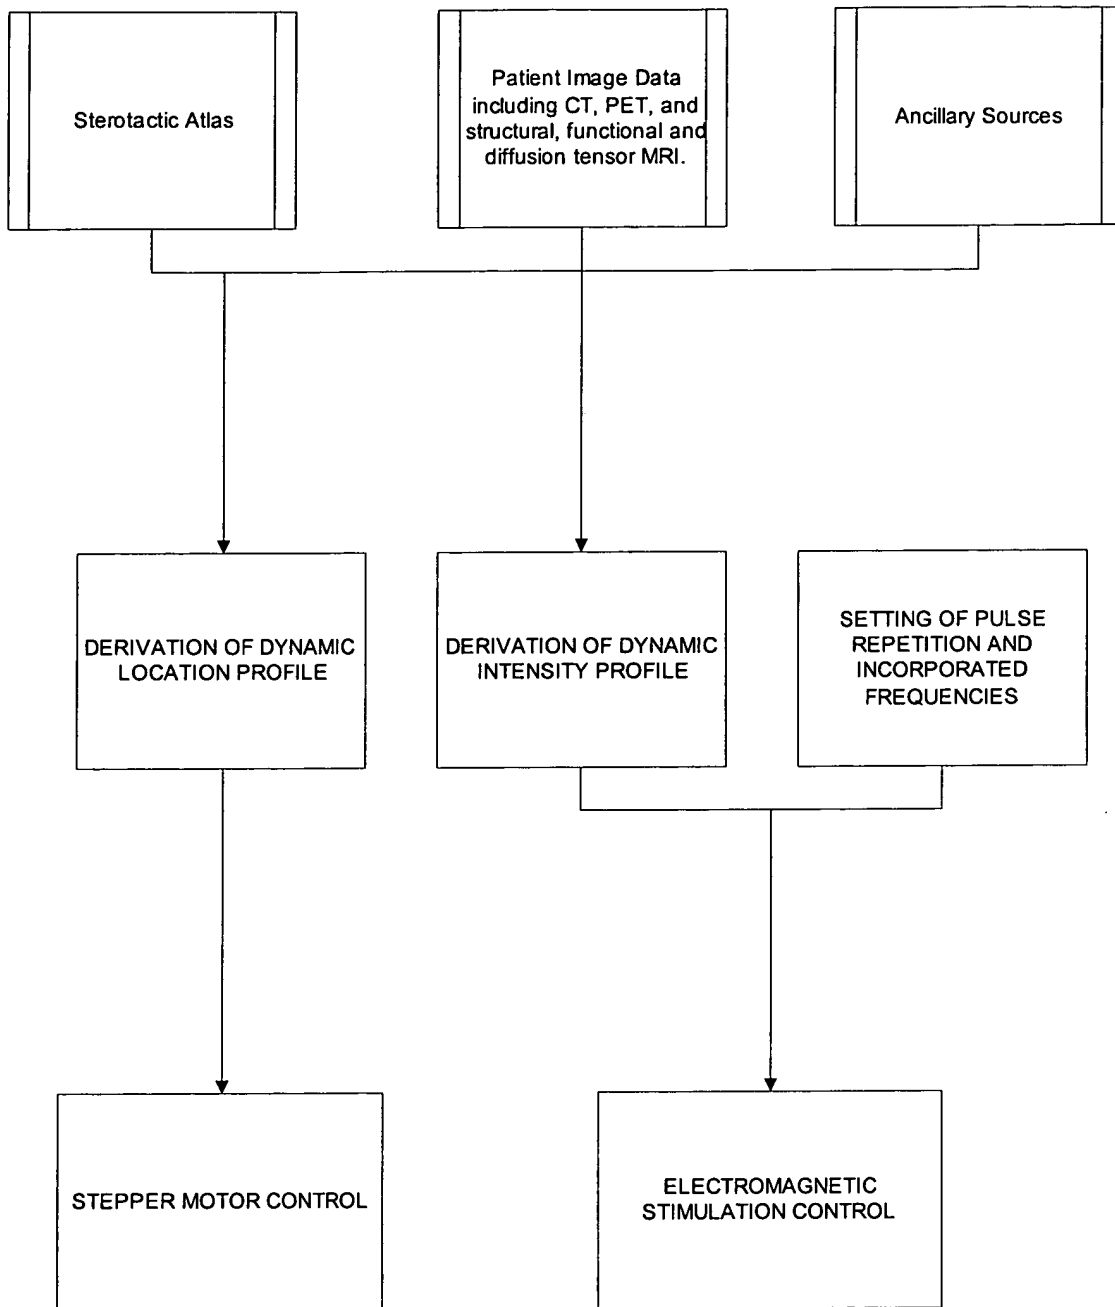 Sterotactic Atlas
Patient Image Data
including CT, PET, and
structural, functional and
diffusion tensor MRI.
Ancillary Sources
DERIVATION OF DYNAMIC
LOCATION PROFILE
DERIVATION OF DYNAMIC
INTENSITY PROFILE
SETTING OF PULSE
REPETITION AND
INCORPORATED
FREQUENCIES
STEPPER MOTOR CONTROL
ELECTROMAGNETIC
STIMULATION CONTROL